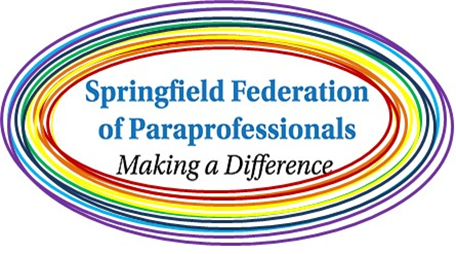 Springfield Federation
of Paraprofessionals
Making a Difference